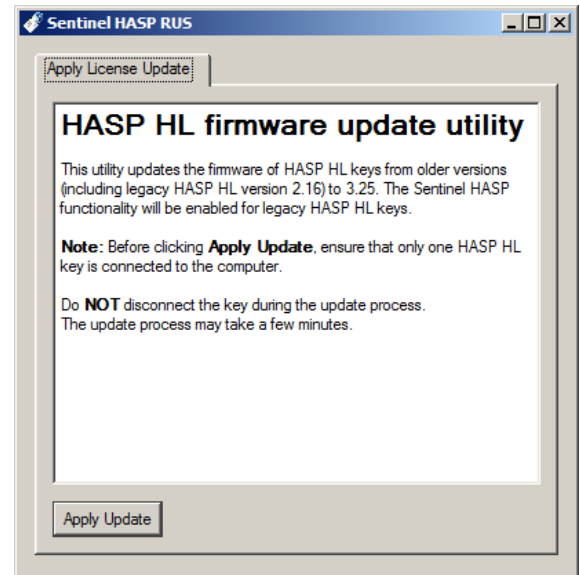 Sentinel HASP RUS
Apply License Update
HASP HL firmware update utility
This utility updates the firmware of HASP HL keys from older versions
(including legacy HASP HL version 2.16) to 3.25. The Sentinel HASP
functionality will be enabled for legacy HASP HL keys.
Note: Before clicking Apply Update, ensure that only one HASP HL
key is connected to the computer.
Do NOT disconnect the key during the update process.
The update process may take a few minutes.
Apply Update